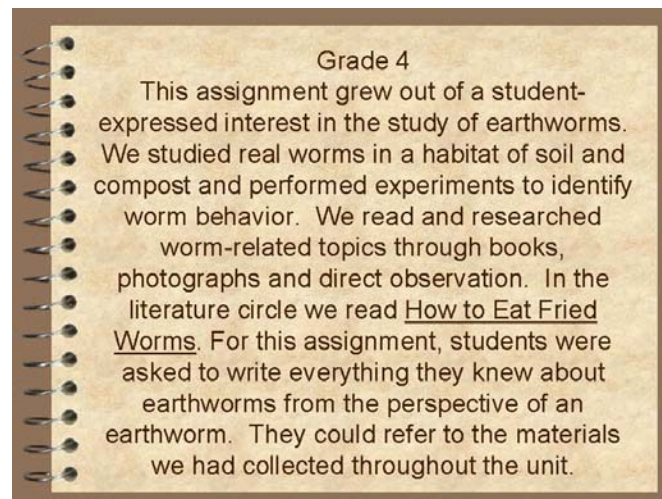 Grade 4
This assignment grew out of a student-
expressed interest in the study of earthworms.
We studied real worms in a habitat of soil and
compost and performed experiments to identify
worm behavior.  We read and researched
worm-related topics through books,
photographs and direct observation.  In the
literature circle we read How to Eat Fried
Worms. For this assignment, students were
asked to write everything they knew about
earthworms from the perspective of an
earthworm.  They could refer to the materials
we had collected throughout the unit.